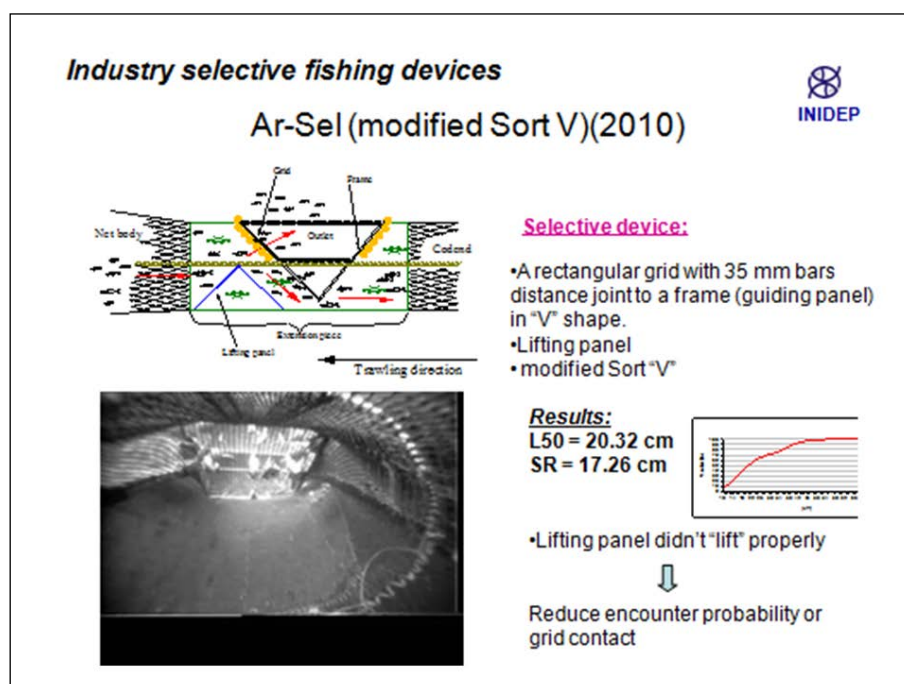 Industry selective fishing devices
INIDEP
Ar-Sel (modified Sort V)(2010)
Grid
Frame
Net body
Outlet
Codend
Extension piece
Lifting panel
Trawling direction
Selective device:
•A rectangular grid with 35 mm bars
distance joint to a frame (guiding panel)
in “V” shape.
•Lifting panel
• modified Sort “V”
Results:
L50 = 20.32 cm
SR = 17.26 cm
•Lifting panel didn’t “lift” properly
Reduce encounter probability or
grid contact